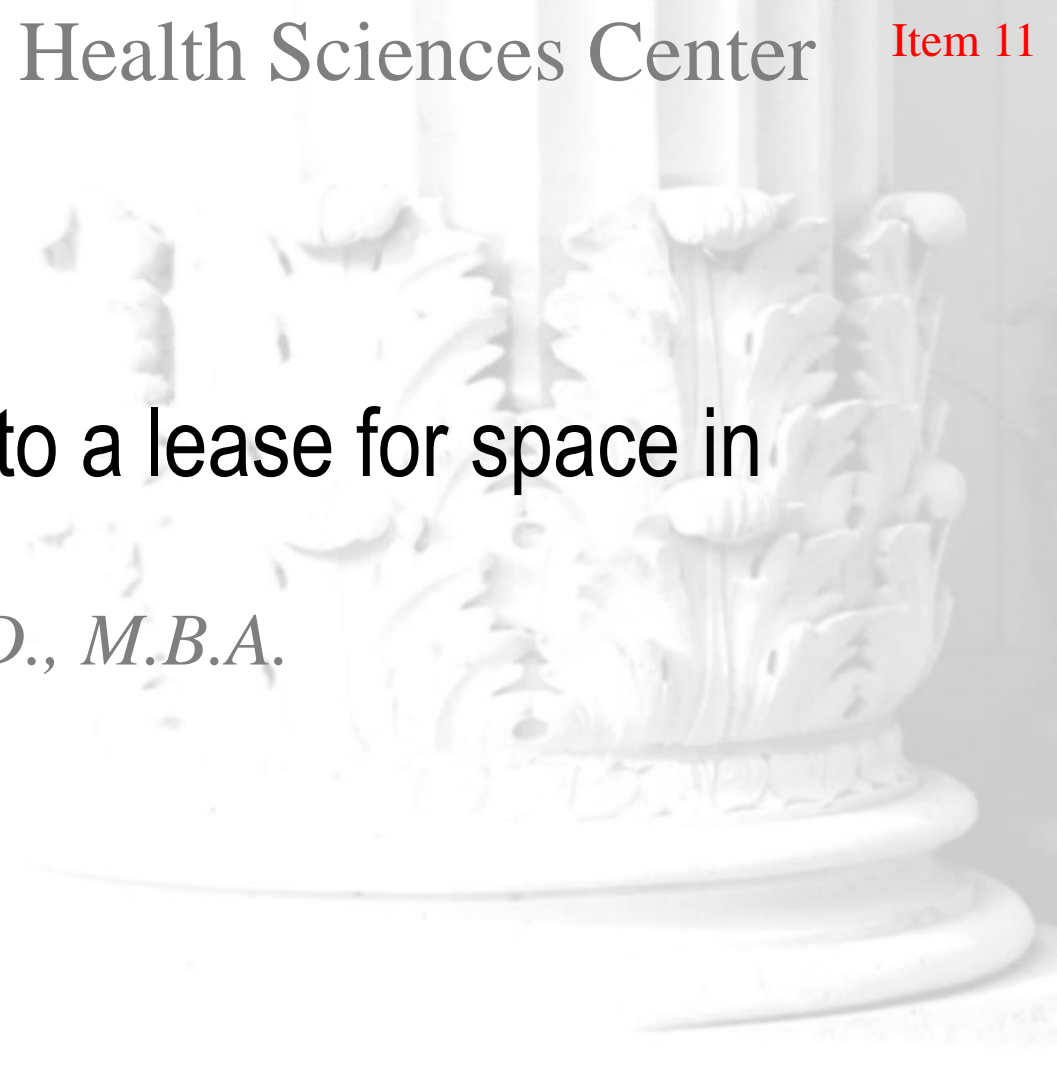 Health Sciences Center
Item 11
to a lease for space in
D., M.B.A.